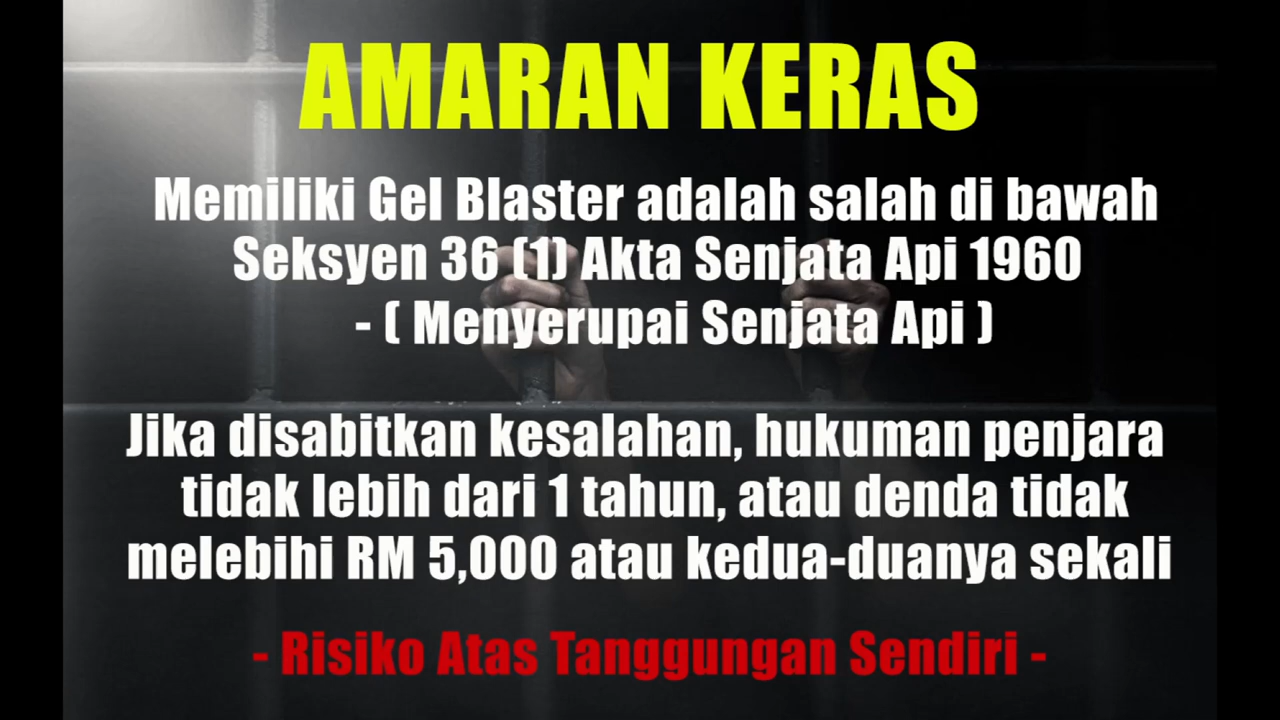 AMARAN KERAS
Memiliki Gel Blaster adalah salah di bawah
Seksyen 36 (1) Akta Senjata Api 1960
- ( Menyerupai Senjata Api )
Jika disabitkan kesalahan, hukuman penjara
tidak lebih dari 1 tahun, atau denda tidak
melebihi RM 5,000 atau kedua-duanya sekali
- Risiko Atas Tanggungan Sendiri -